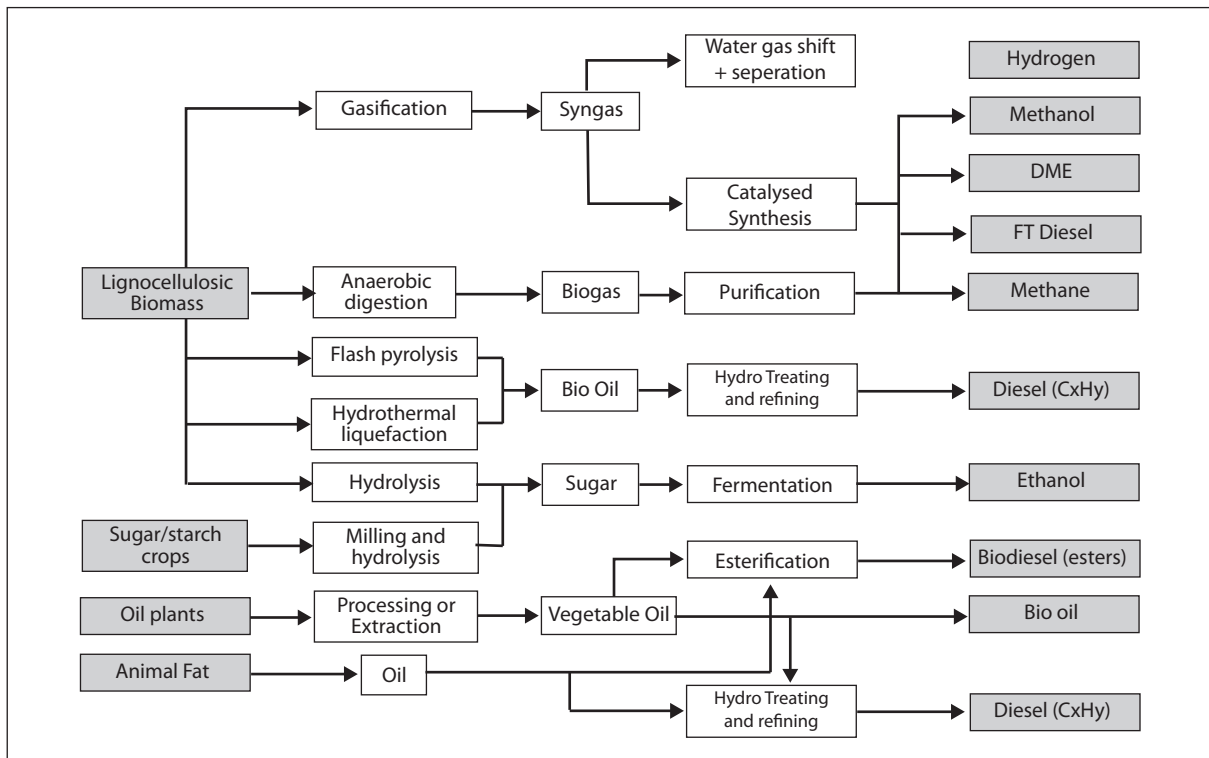 Water gas shift
+ seperation
Hydrogen
Gasification
Syngas
Methanol
DME
Catalysed
Synthesis
FT Diesel
Lignocellulosic
Biomass
Anaerobic
digestion
Biogas
Purification
Methane
Flash pyrolysis
Bio Oil
Hydro Treating
and refining
Diesel (CxHy)
Hydrothermal
liquefaction
Hydrolysis
Sugar
Fermentation
Ethanol
Sugar/starch
crops
Milling and
hydrolysis
Esterification
Biodiesel (esters)
Oil plants
Processing or
Extraction
Vegetable Oil
Bio oil
Animal Fat
Oil
Hydro Treating
and refining
Diesel (CxHy)